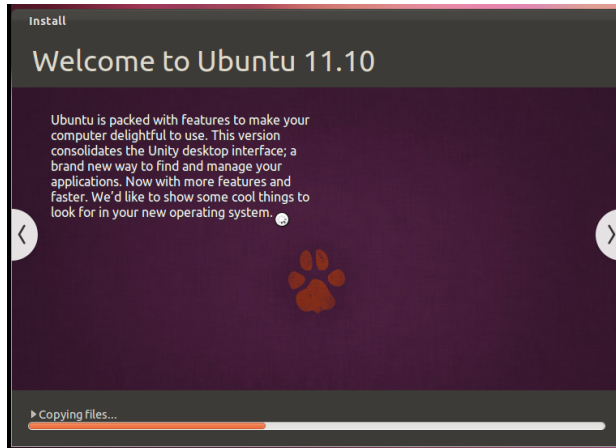 Install
Welcome to Ubuntu 11.10
Ubuntu is packed with features to make your
computer delightful to use. This version
consolidates the Unity desktop interface; a
brand new way to find and manage your
applications. Now with more features and
faster. We'd like to show some cool things to
look for in your new operating system.
Copying files...